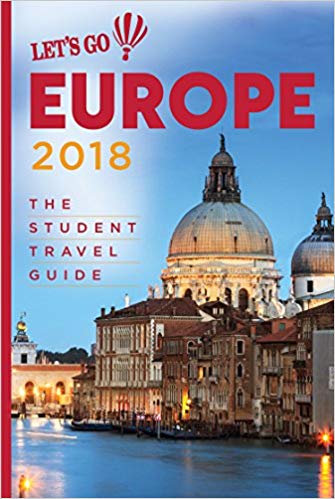 LET'S GO
EUROPE
2018
THE
STUDENT
TRAVEL
GUIDE